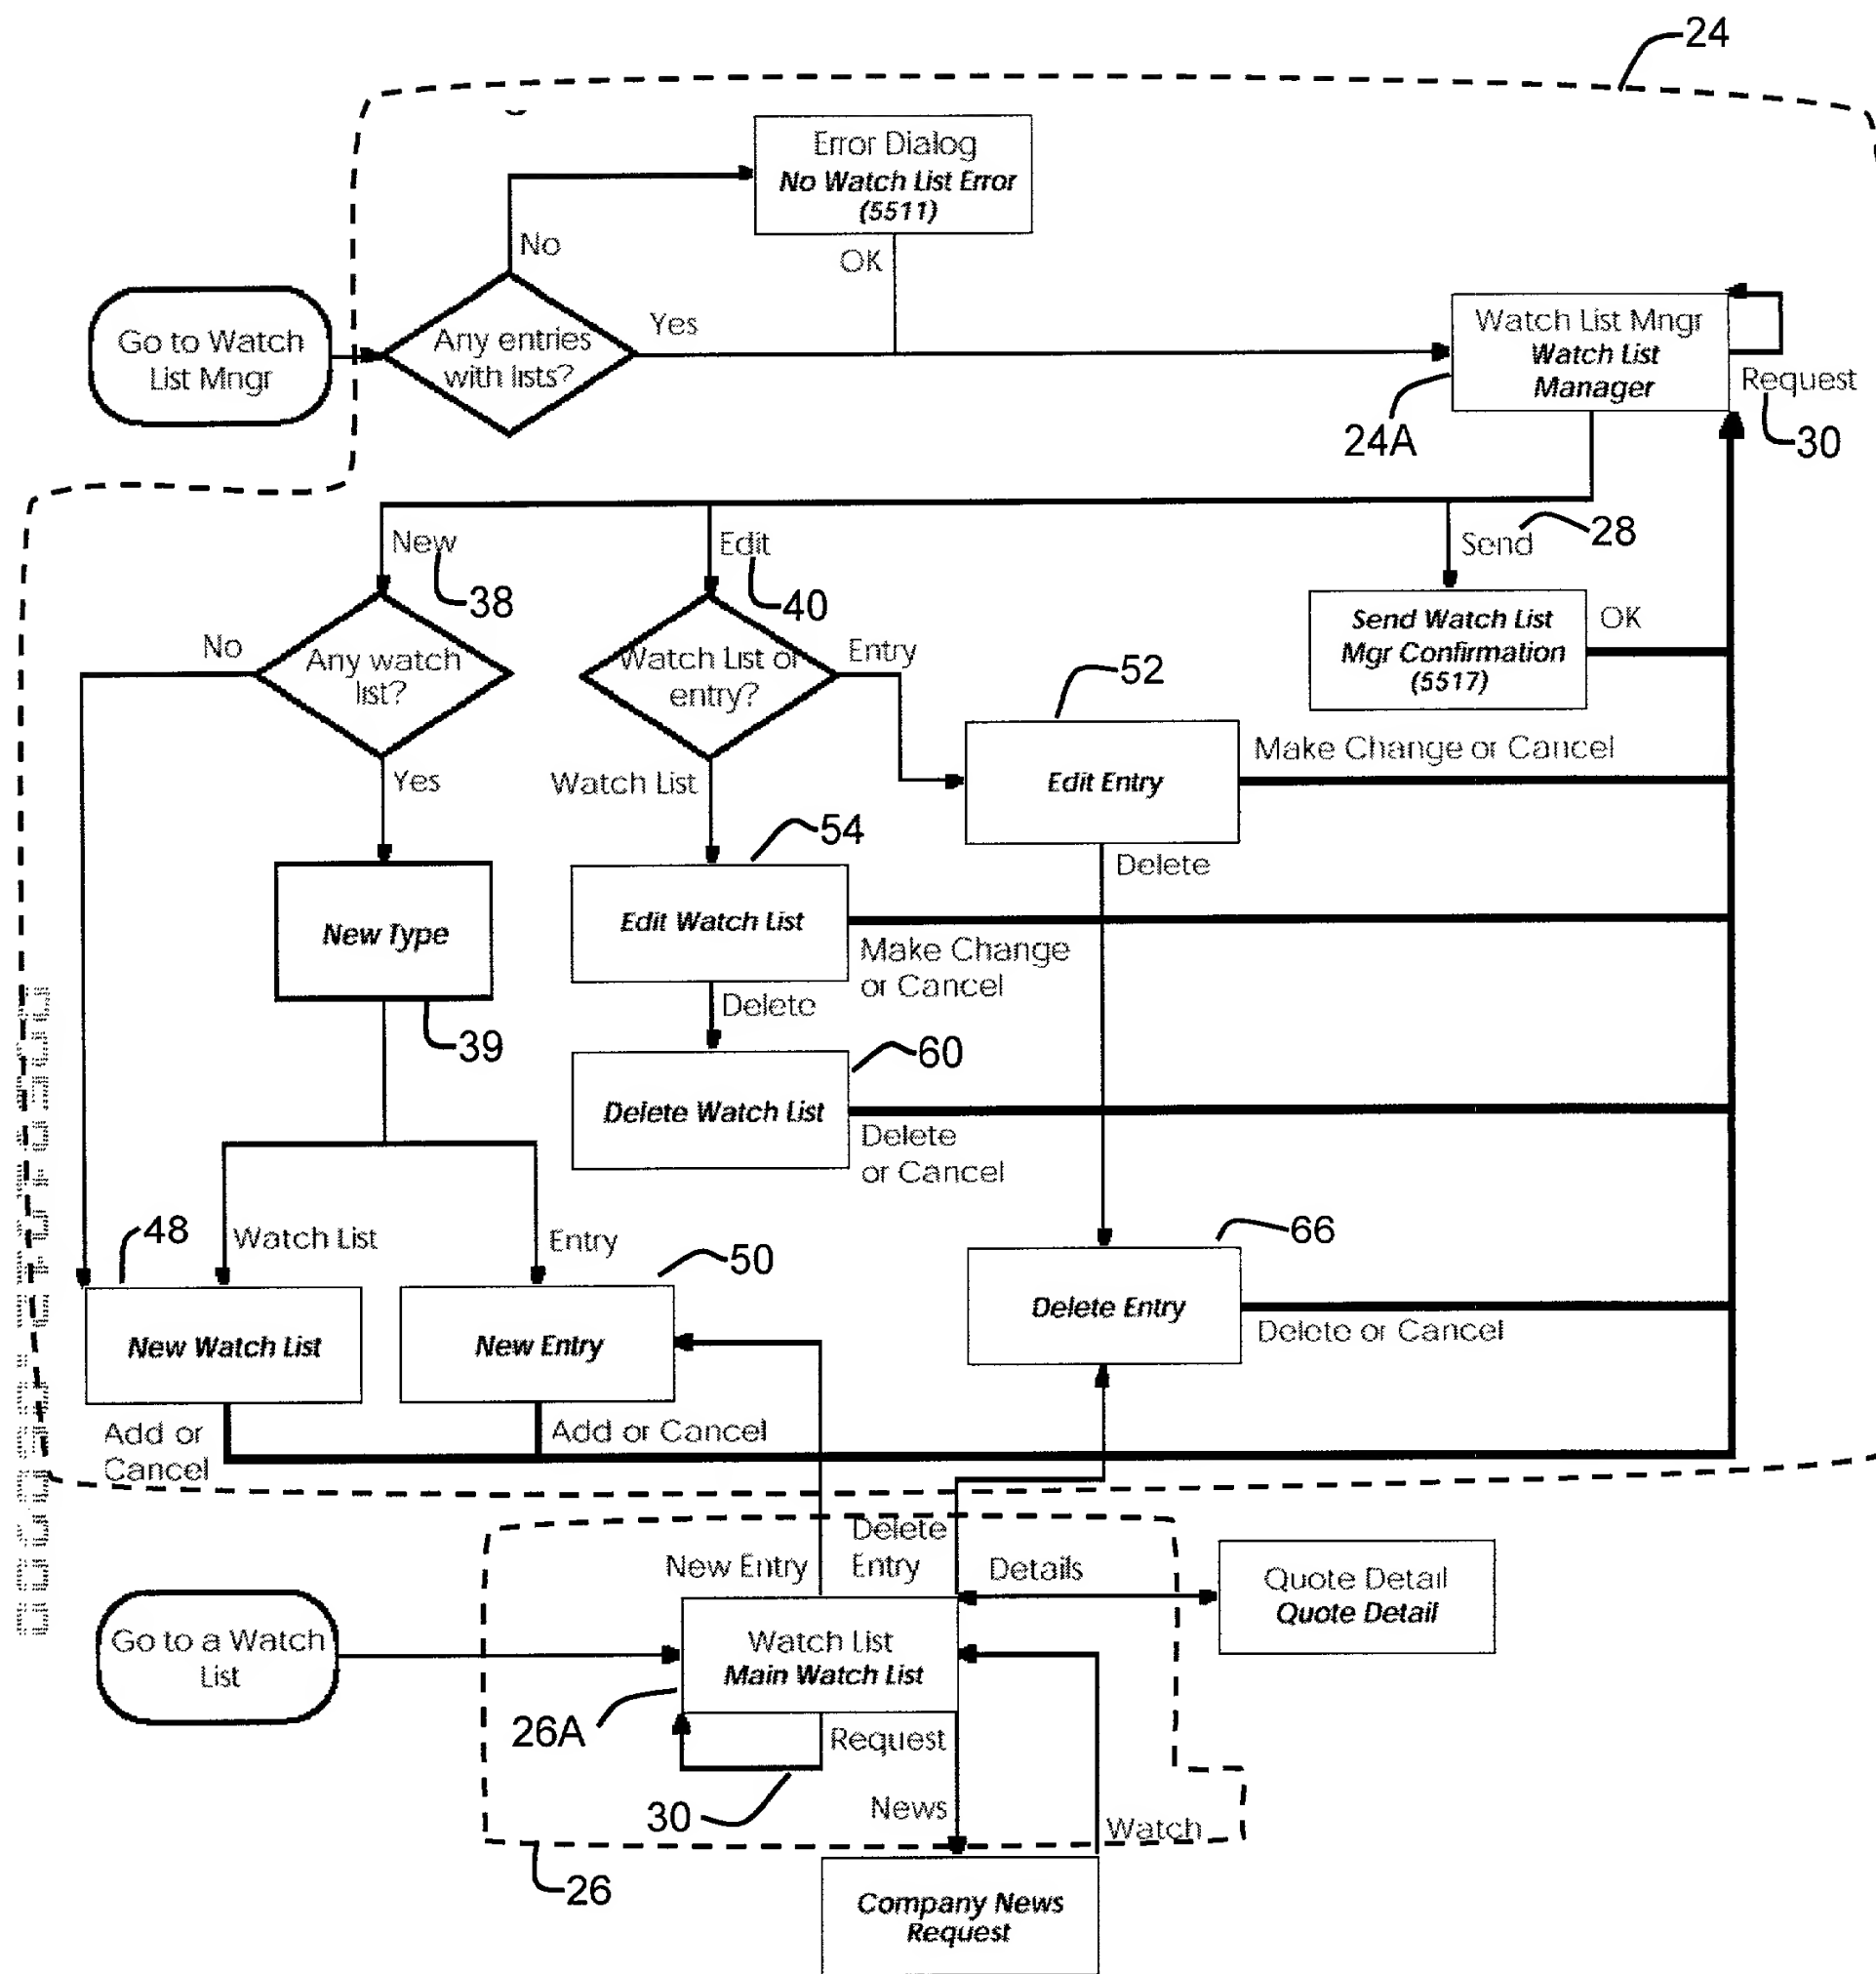 24
Error Dialog
No Watch List Error
(5511)
No
OK
Go to Watch
List Mngr
Any entries
with lists?
Yes
Watch List Mngr
Watch List
Manager
Request
24A
30
New
38
Edit
40
Send
28
No
Any watch
list?
Watch List or
entry?
Entry
Send Watch List
Mgr Confirmation
(5517)
OK
52
Yes
Watch List
Edit Entry
Make Change or Cancel
54
Delete
New Type
Edit Watch List
Make Change
or Cancel
39
Delete
60
Delete Watch List
Delete
or Cancel
48
Watch List
Entry
50
66
New Watch List
New Entry
Delete Entry
Delete or Cancel
Add or
Cancel
Add or Cancel
New Entry
Delete
Entry
Details
Quote Detail
Quote Detail
Go to a Watch
List
Watch List
Main Watch List
26A
Request
30
News
Watch
26
Company News
Request